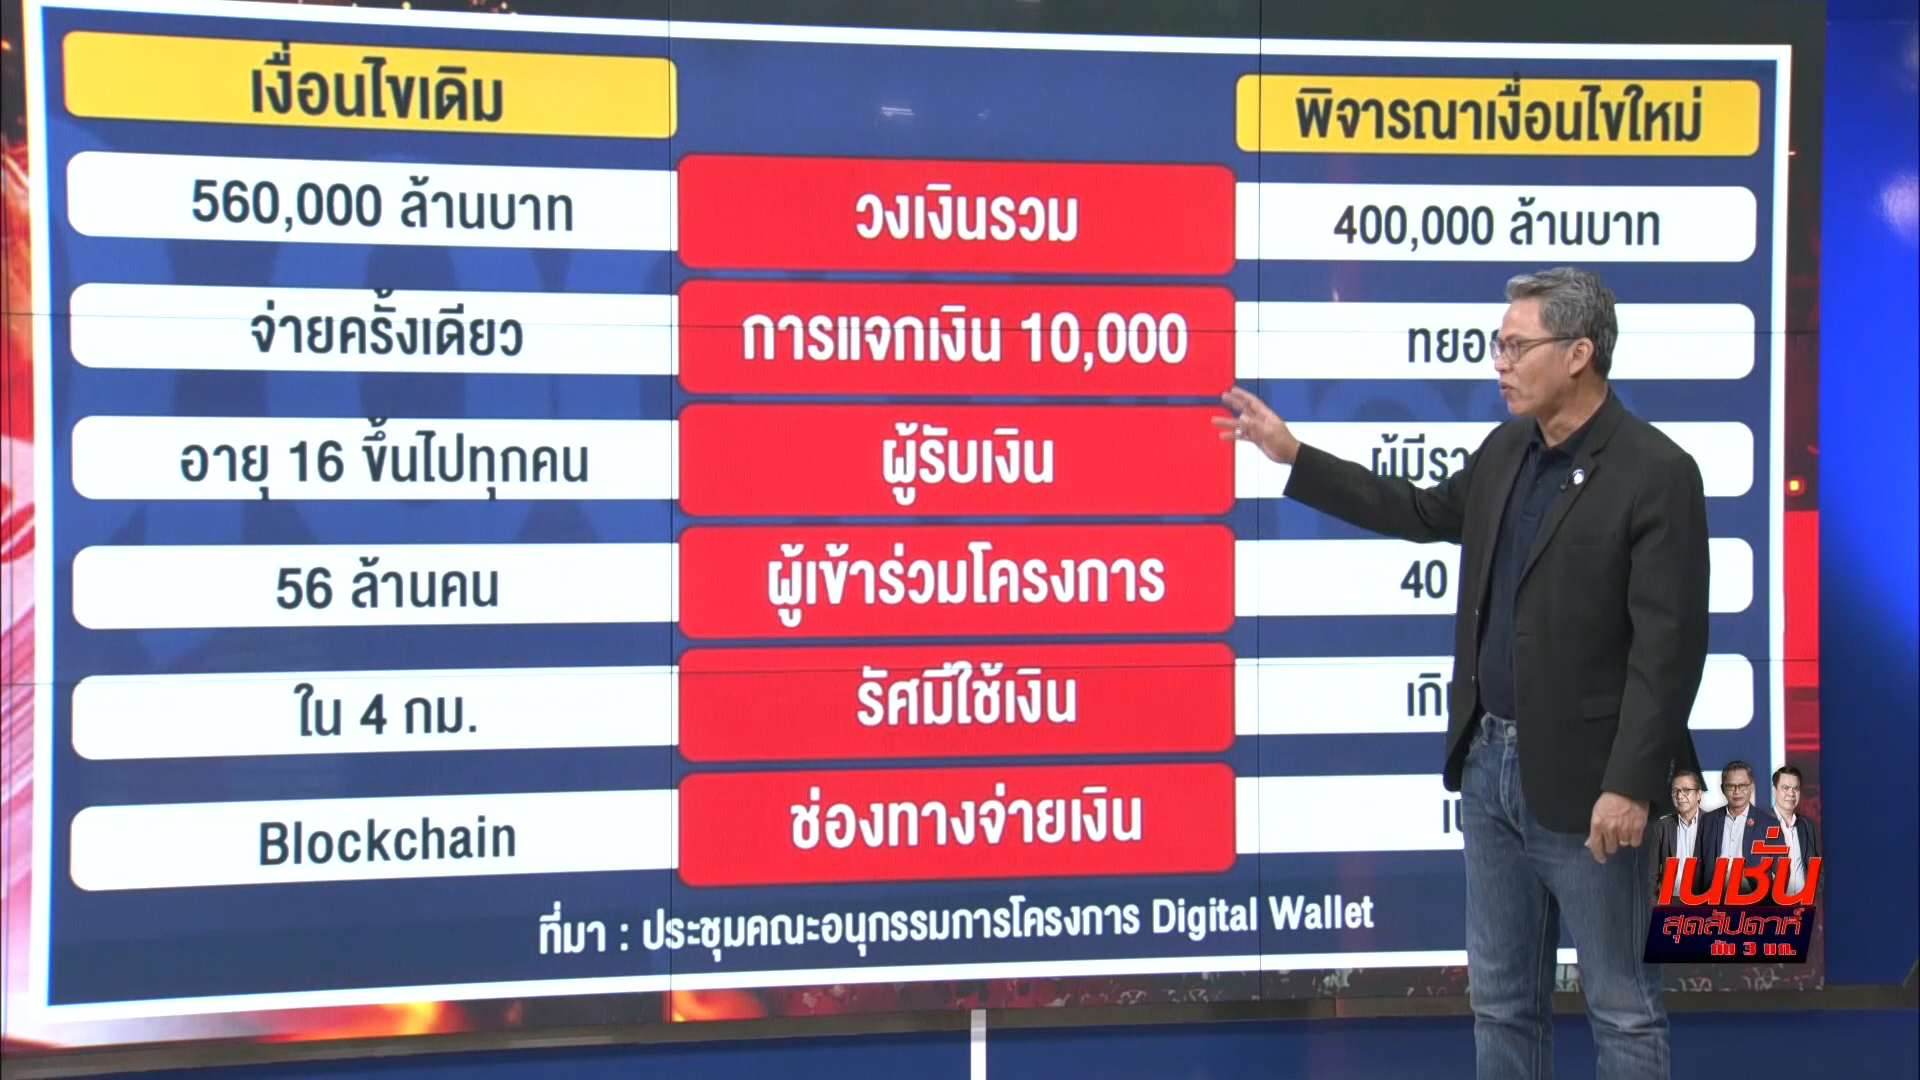 เงื่อนไขเดิม
พิจารณาเงื่อนไขใหม่
560,000 ล้านบาท
วงเงินรวม
400,000 ล้านบาท
จ่ายครั้งเดียว
การแจกเงิน 10,000
อายุ 16 ขึ้นไปทุกคน
ผู้รับเงิน
56 ล้านคน
ผู้เข้าร่วมโครงการ
40
ใน 4 กม.
รัศมีใช้เงิน
Blockchain
ช่องทางจ่ายเงิน
ที่มา : ประชุมคณะอนุกรรมการโครงการ Digital Wallet
เนชั่น
สุดสัปดาห์
กับ 3 บก.